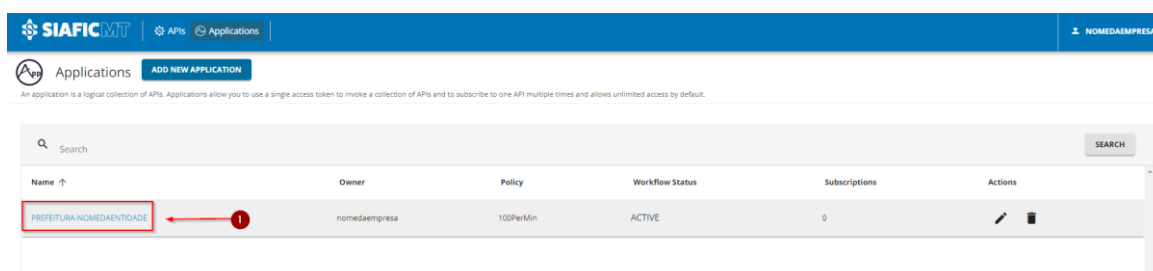 SIAFICMT APIs Applications NOMEDAEMPRESA
App Applications ADD NEW APPLICATION
An application is a logical collection of APIs. Applications allow you to use a single access token to invoke a collection of APIs and to subscribe to one API multiple times and allows unlimited access by default.
Search SEARCH
Name Owner Policy Workflow Status Subscriptions Actions
PREFEITURA-NOMEDAENTIDADE 1 nomedaempresa 100PerMin ACTIVE 0